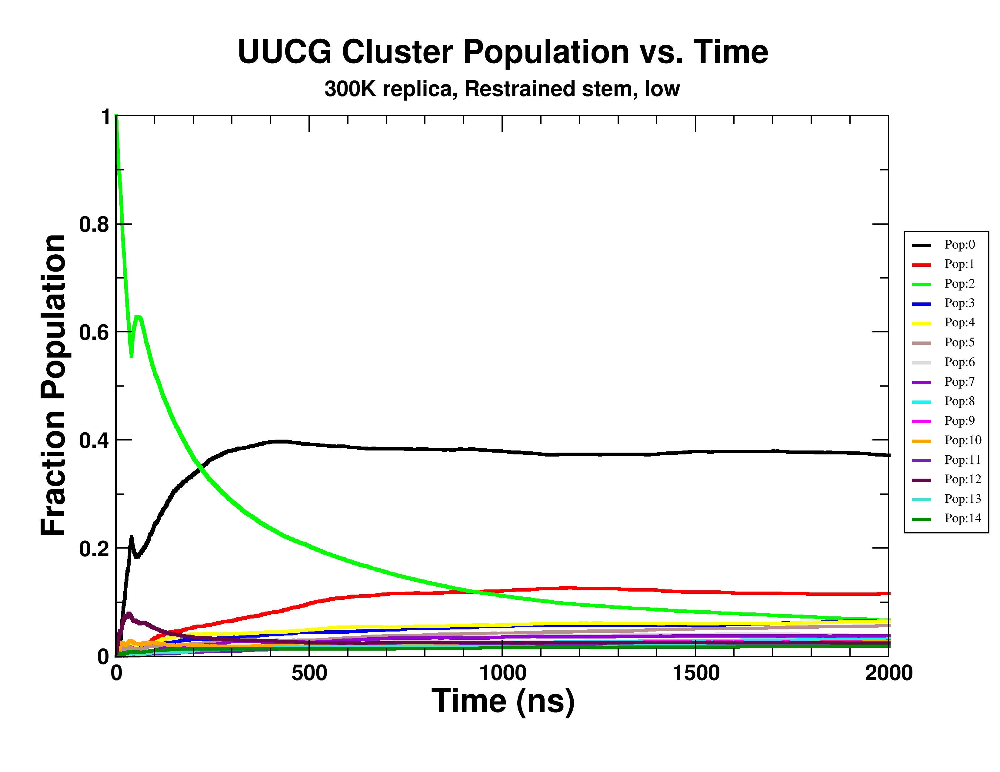 UUCG Cluster Population vs. Time
300K replica, Restrained stem, low
Fraction Population
1
0.8
0.6
0.4
0.2
0
0 500 1000 1500 2000
Time (ns)
Pop:0
Pop:1
Pop:2
Pop:3
Pop:4
Pop:5
Pop:6
Pop:7
Pop:8
Pop:9
Pop:10
Pop:11
Pop:12
Pop:13
Pop:14